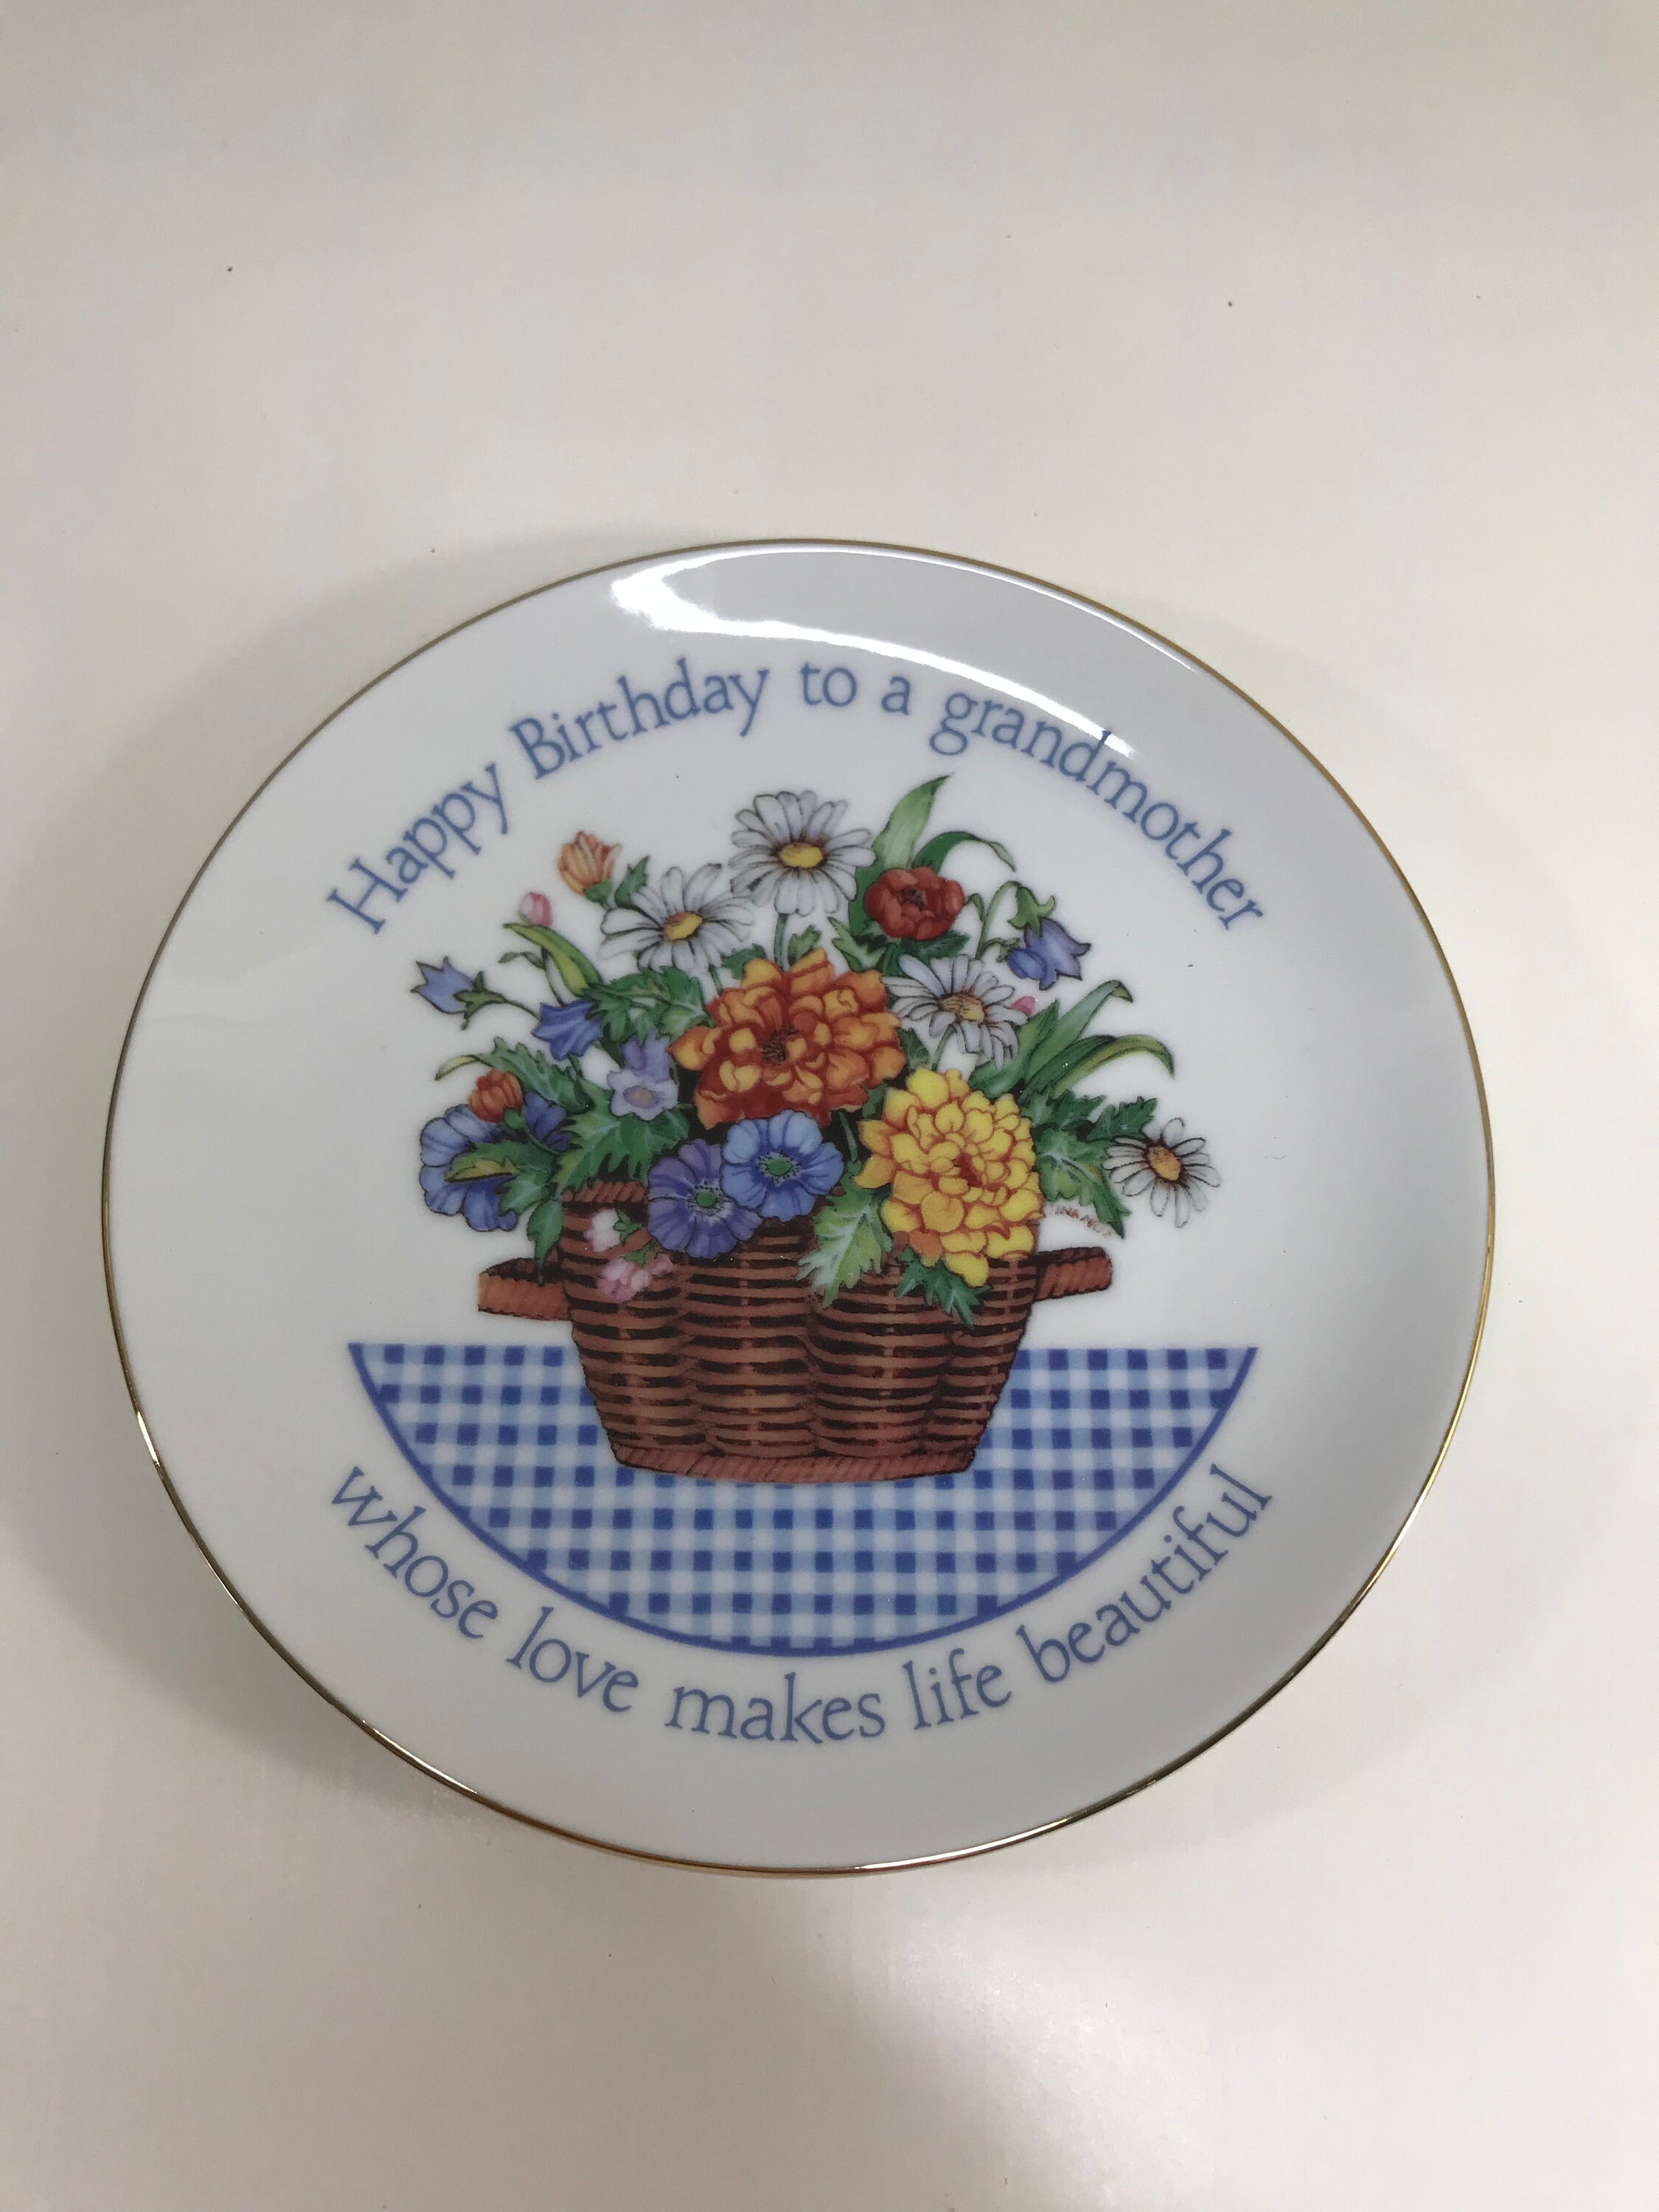 Happy Birthday to a grandmother
whose love makes life beautiful